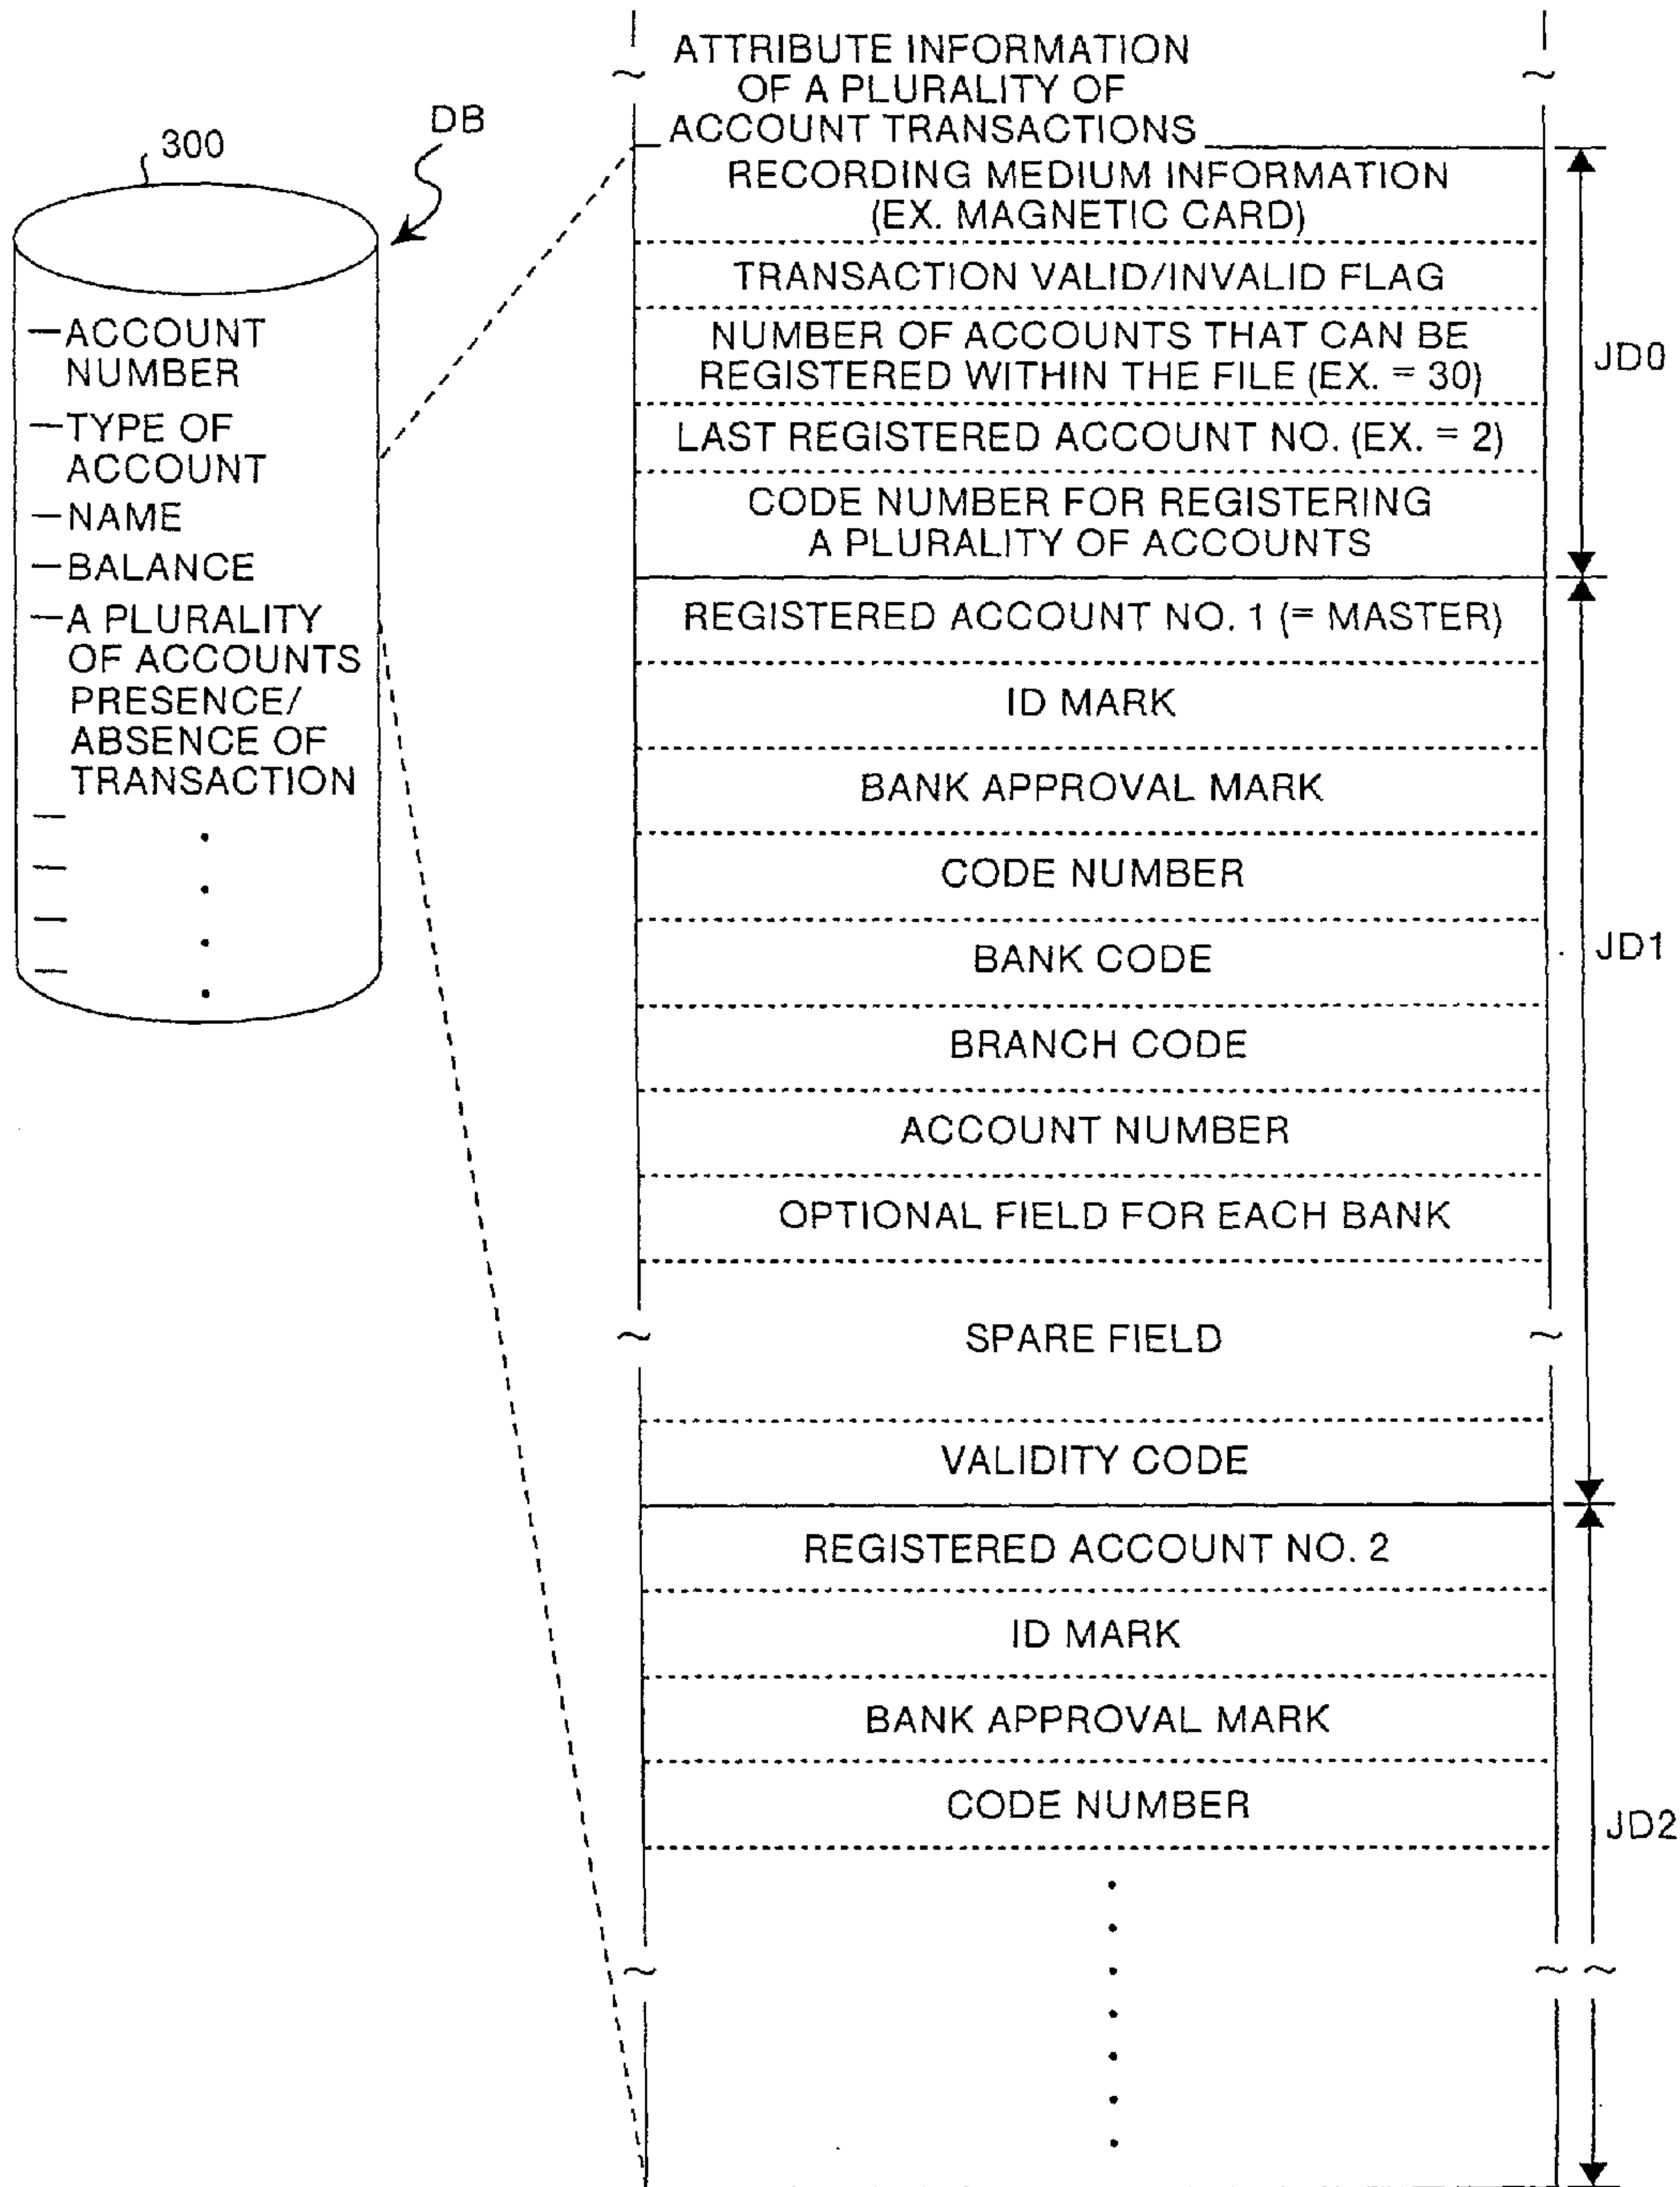 300
DB
—ACCOUNT
NUMBER
—TYPE OF
ACCOUNT
—NAME
—BALANCE
—A PLURALITY
OF ACCOUNTS
PRESENCE/
ABSENCE OF
TRANSACTION
ATTRIBUTE INFORMATION
OF A PLURALITY OF
ACCOUNT TRANSACTIONS
RECORDING MEDIUM INFORMATION
(EX. MAGNETIC CARD)
TRANSACTION VALID/INVALID FLAG
NUMBER OF ACCOUNTS THAT CAN BE
REGISTERED WITHIN THE FILE (EX. = 30)
LAST REGISTERED ACCOUNT NO. (EX. = 2)
CODE NUMBER FOR REGISTERING
A PLURALITY OF ACCOUNTS
JD0
REGISTERED ACCOUNT NO. 1 (= MASTER)
ID MARK
BANK APPROVAL MARK
CODE NUMBER
BANK CODE
BRANCH CODE
ACCOUNT NUMBER
OPTIONAL FIELD FOR EACH BANK
SPARE FIELD
VALIDITY CODE
JD1
REGISTERED ACCOUNT NO. 2
ID MARK
BANK APPROVAL MARK
CODE NUMBER
JD2